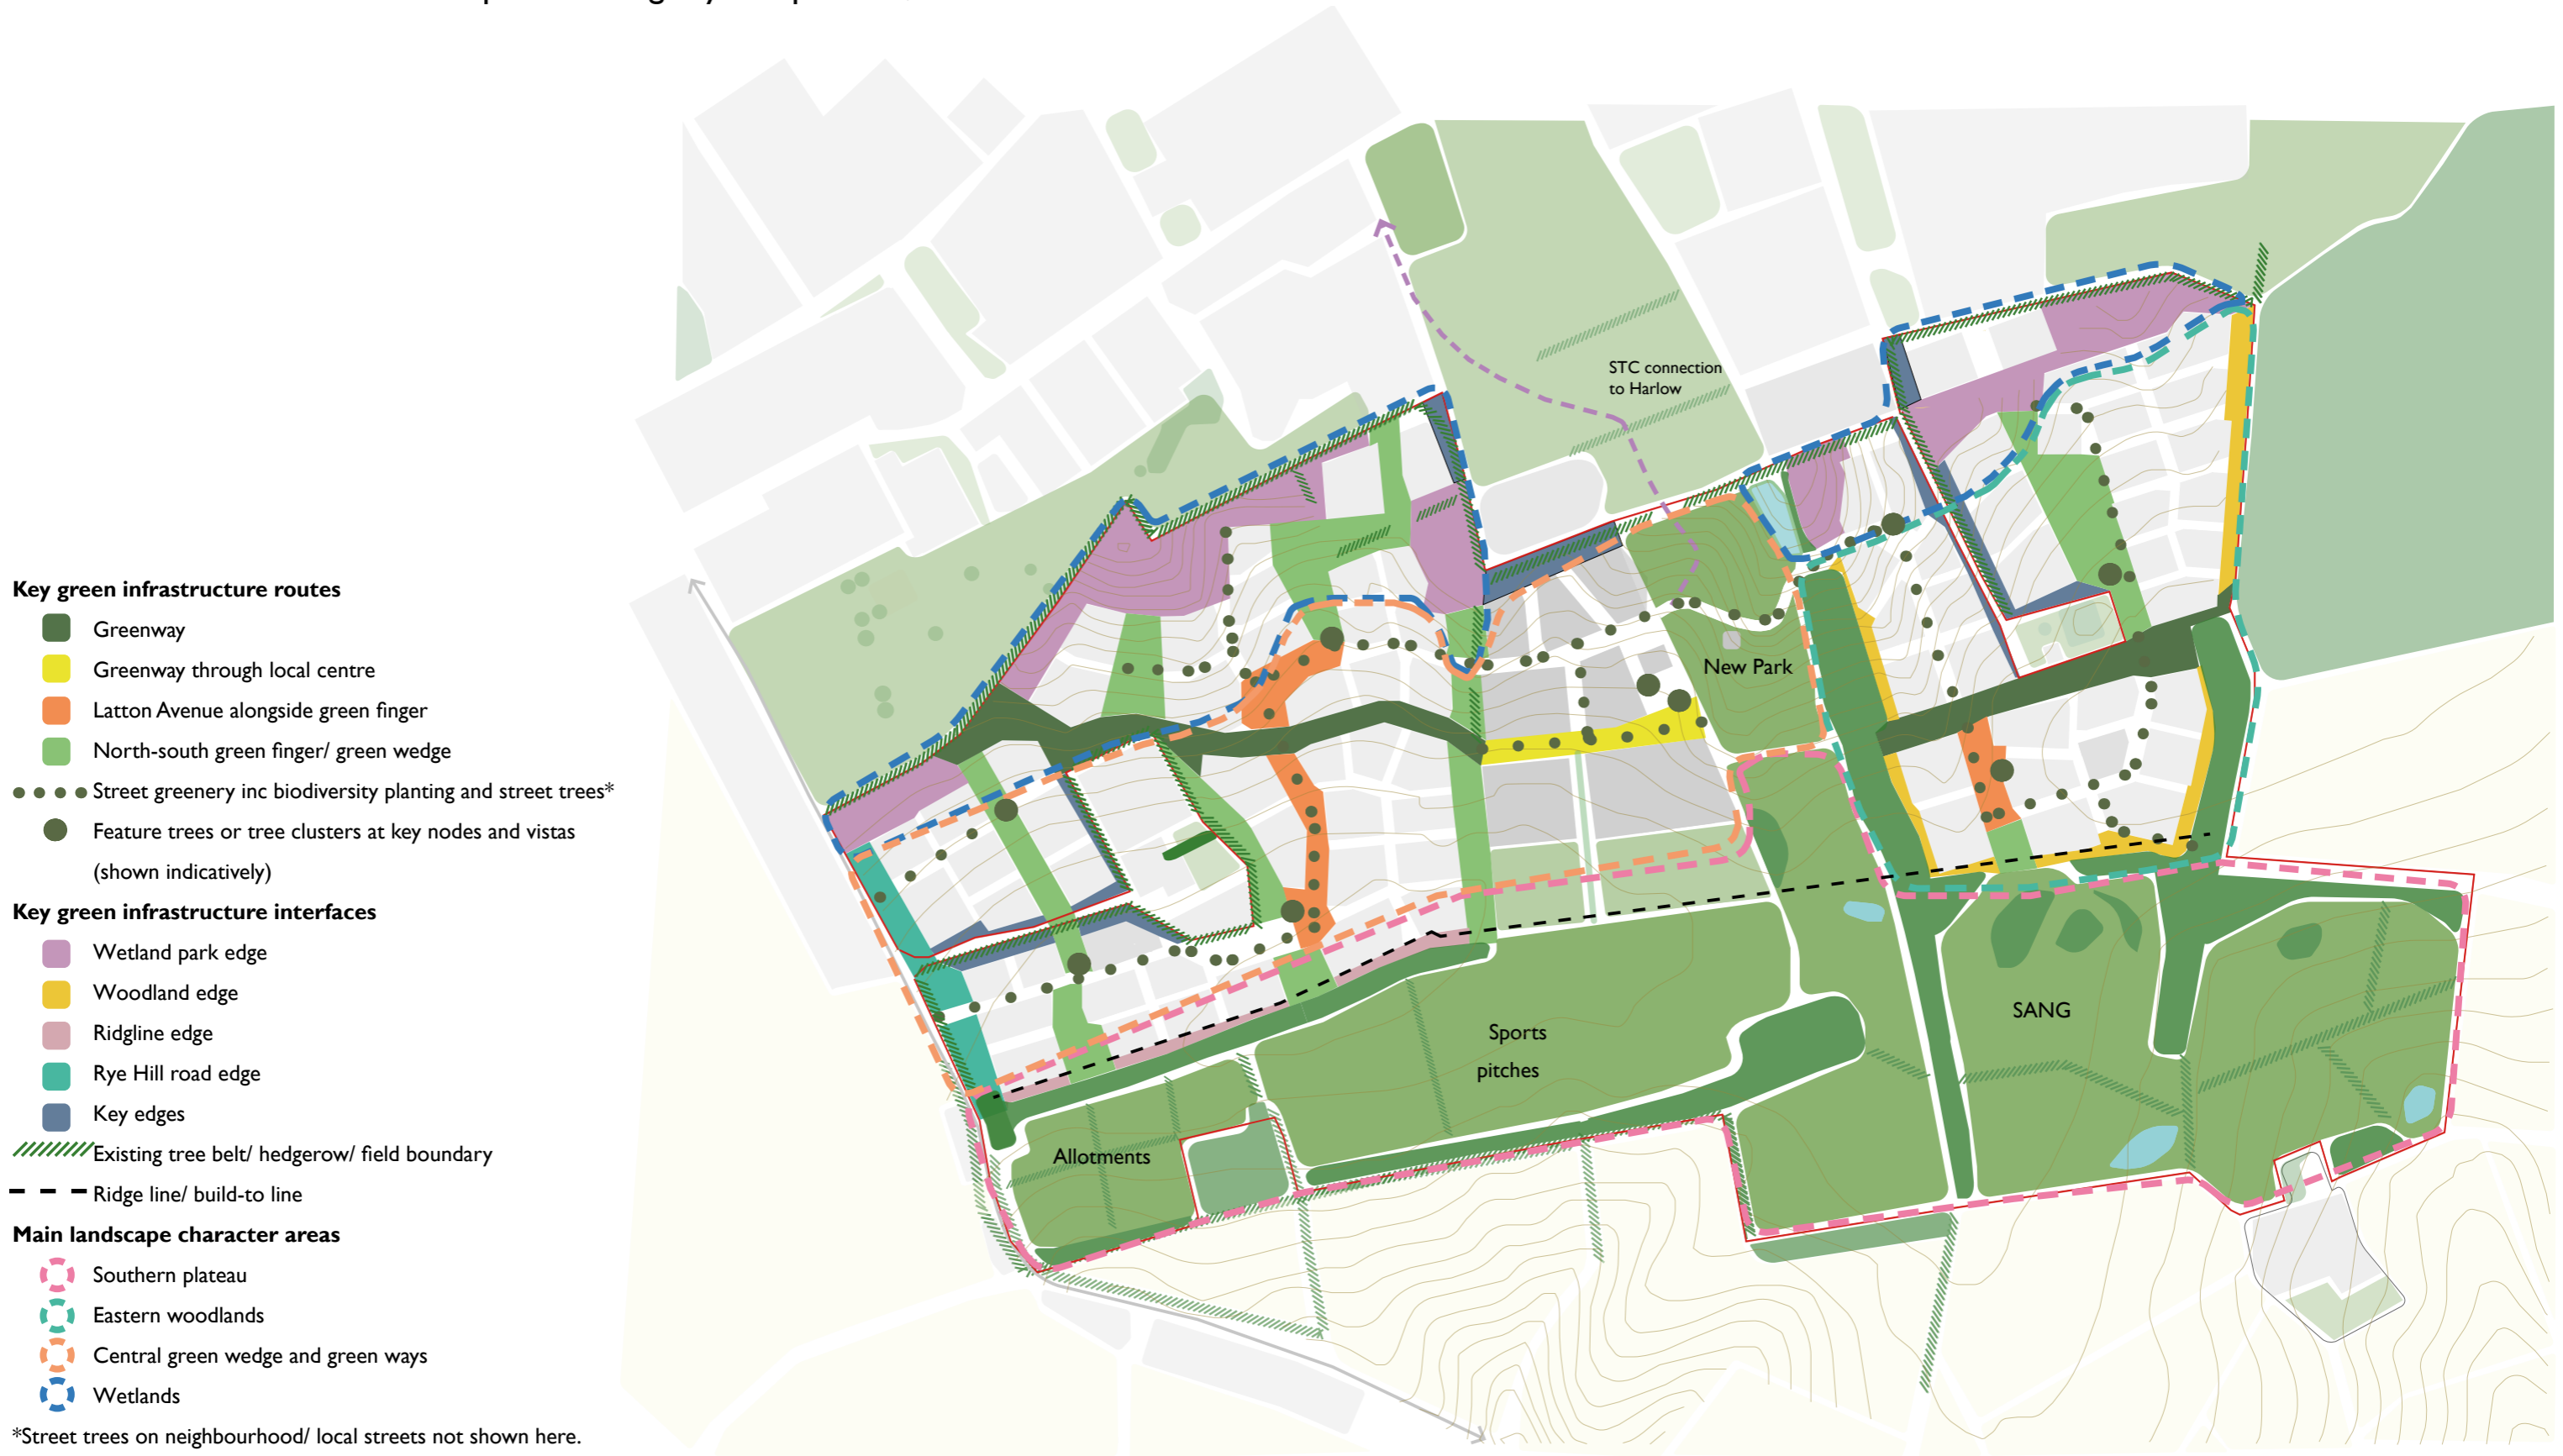 Key green infrastructure routes
Greenway
Greenway through local centre
Latton Avenue alongside green finger
North-south green finger/ green wedge
Street greenery inc biodiversity planting and street trees*
Feature trees or tree clusters at key nodes and vistas
(shown indicatively)
Key green infrastructure interfaces
Wetland park edge
Woodland edge
Ridgline edge
Rye Hill road edge
Key edges
Existing tree belt/ hedgerow/ field boundary
Ridge line/ build-to line
Main landscape character areas
Southern plateau
Eastern woodlands
Central green wedge and green ways
Wetlands
*Street trees on neighbourhood/ local streets not shown here.
STC connection
to Harlow
New Park
SANG
Sports
pitches
Allotments